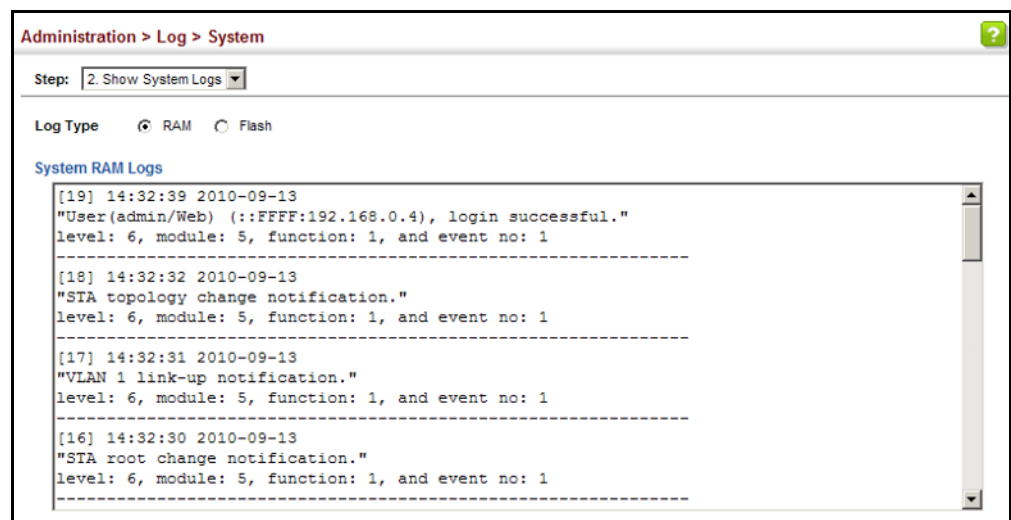 Administration > Log > System
?
Step: 2. Show System Logs
Log Type RAM Flash
System RAM Logs
[19] 14:32:39 2010-09-13
"User(admin/Web) (::FFFF:192.168.0.4), login successful."
level: 6, module: 5, function: 1, and event no: 1
---------------------------------------------------------------
[18] 14:32:32 2010-09-13
"STA topology change notification."
level: 6, module: 5, function: 1, and event no: 1
---------------------------------------------------------------
[17] 14:32:31 2010-09-13
"VLAN 1 link-up notification."
level: 6, module: 5, function: 1, and event no: 1
---------------------------------------------------------------
[16] 14:32:30 2010-09-13
"STA root change notification."
level: 6, module: 5, function: 1, and event no: 1
---------------------------------------------------------------